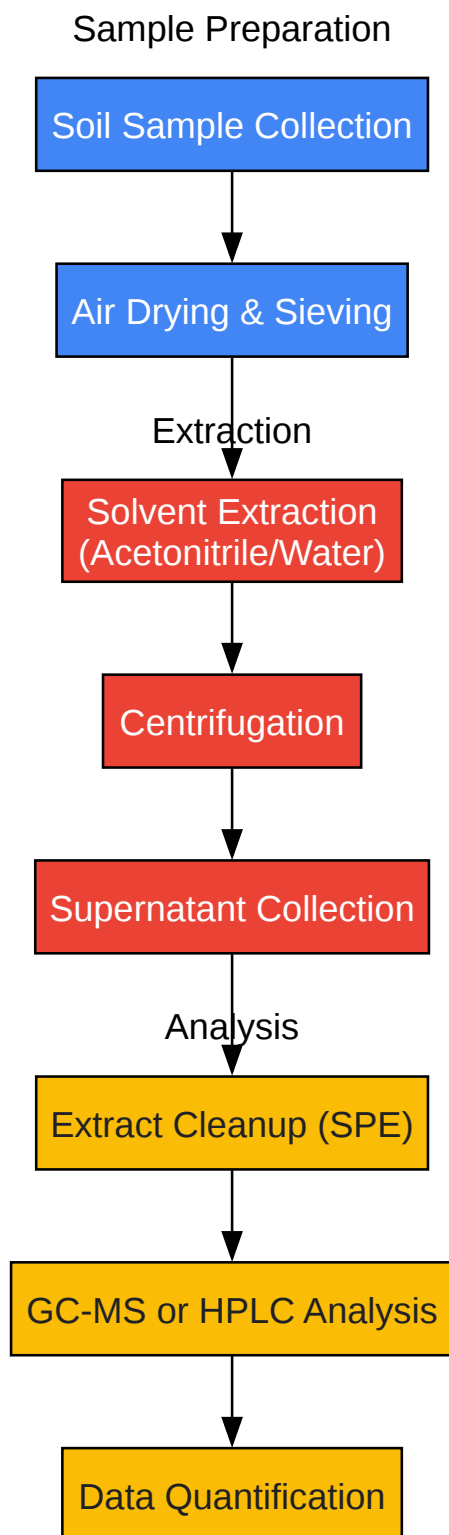 Sample Preparation
Soil Sample Collection
Air Drying & Sieving
Extraction
Solvent Extraction
(Acetonitrile/Water)
Centrifugation
Supernatant Collection
Analysis
Extract Cleanup (SPE)
GC-MS or HPLC Analysis
Data Quantification